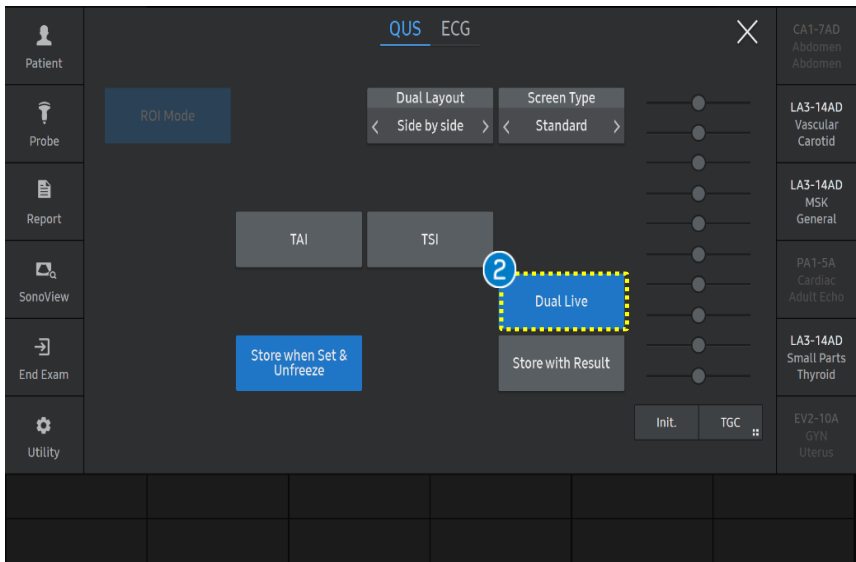 QUS ECG
Patient
Probe
Report
SonoView
End Exam
Utility
ROI Mode
Dual Layout
< Side by side >
Screen Type
< Standard >
TAI
TSI
2
Dual Live
Store when Set &
Unfreeze
Store with Result
Init.
TGC
CA1-7AD
Abdomen
Abdomen
LA3-14AD
Vascular
Carotid
LA3-14AD
MSK
General
PA1-5A
Cardiac
Adult Echo
LA3-14AD
Small Parts
Thyroid
EV2-10A
GYN
Uterus